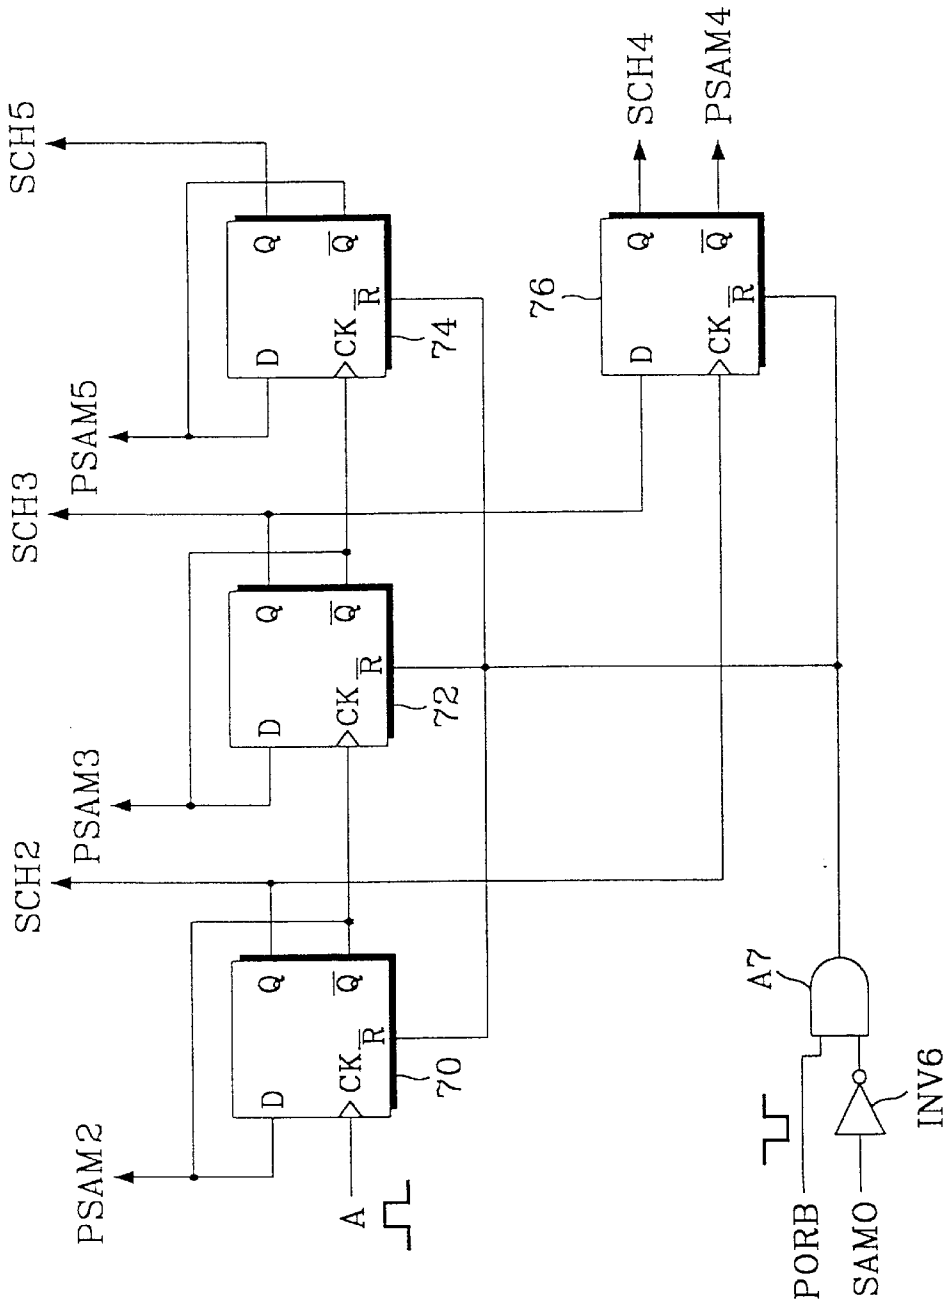 SCH2
SCH3
SCH5
PSAM2
PSAM3
PSAM5
D
Q
CK
Q
R
70
D
Q
CK
Q
R
72
D
Q
CK
Q
R
74
A
76
D
Q
CK
Q
R
SCH4
PSAM4
PORB
SAMO
INV6
A7